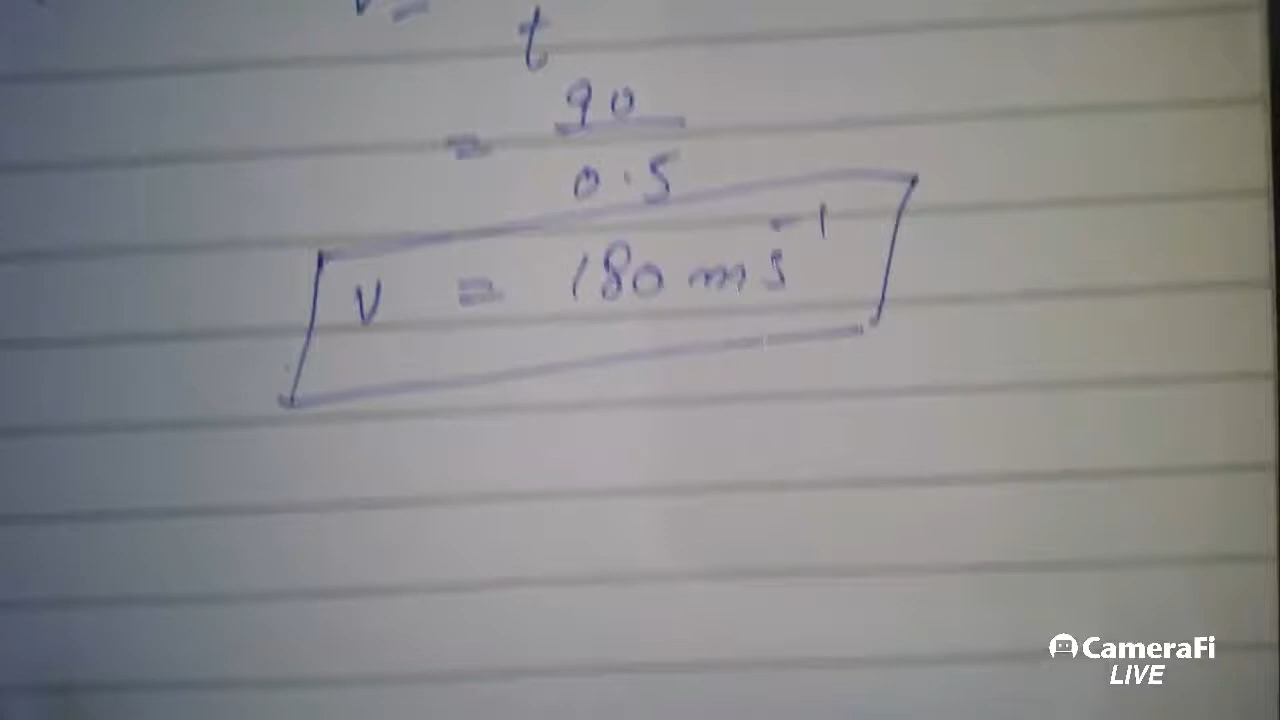 v =
t
= 90
0.5
v = 180 ms⁻¹
CameraFi
LIVE